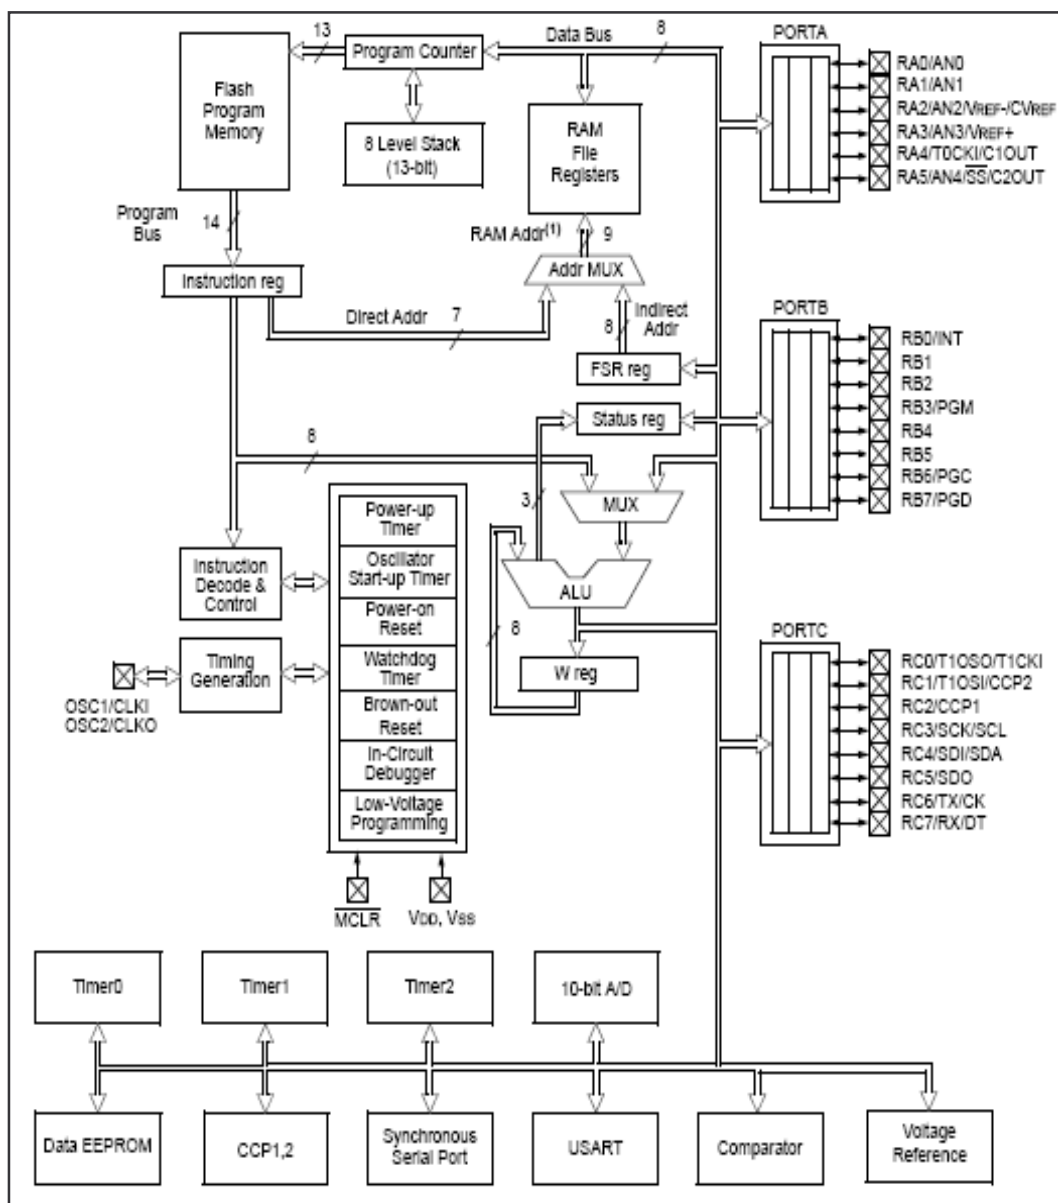 Flash
Program
Memory
13
Program Counter
Data Bus
8
8 Level Stack
(13-bit)
RAM
File
Registers
Program
Bus
14
RAM Addr(1)
9
Addr MUX
Instruction reg
Direct Addr
7
8
Indirect
Addr
FSR reg
Status reg
8
3
MUX
ALU
8
W reg
Instruction
Decode &
Control
Timing
Generation
OSC1/CLKI
OSC2/CLKO
Power-up
Timer
Oscillator
Start-up Timer
Power-on
Reset
Watchdog
Timer
Brown-out
Reset
In-Circuit
Debugger
Low-Voltage
Programming
MCLR
VDD, VSS
PORTA
RA0/AN0
RA1/AN1
RA2/AN2/VREF-/CVREF
RA3/AN3/VREF+
RA4/T0CKI/C1OUT
RA5/AN4/SS/C2OUT
PORTB
RB0/INT
RB1
RB2
RB3/PGM
RB4
RB5
RB6/PGC
RB7/PGD
PORTC
RC0/T1OSO/T1CKI
RC1/T1OSI/CCP2
RC2/CCP1
RC3/SCK/SCL
RC4/SDI/SDA
RC5/SDO
RC6/TX/CK
RC7/RX/DT
Timer0
Timer1
Timer2
10-bit A/D
Data EEPROM
CCP1,2
Synchronous
Serial Port
USART
Comparator
Voltage
Reference